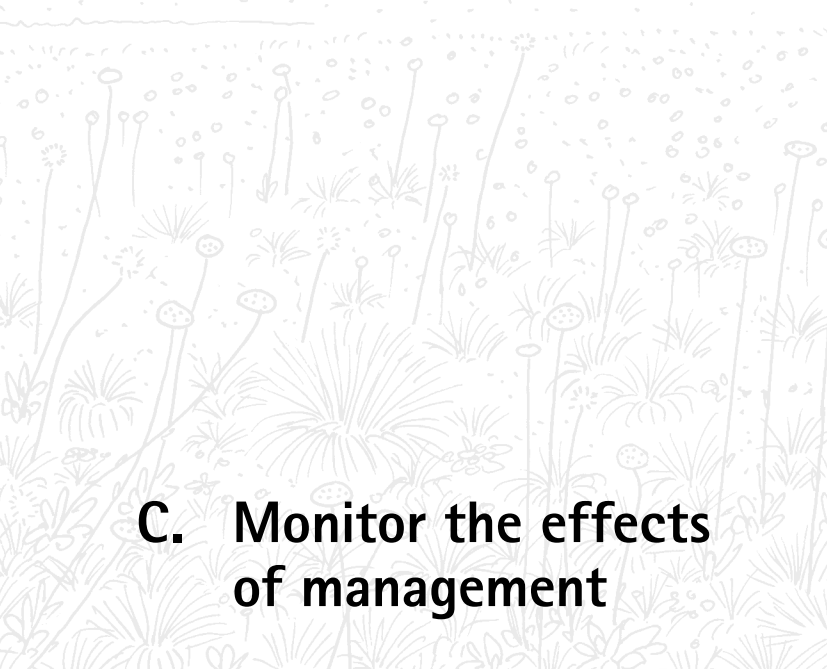 C. Monitor the effects
of management